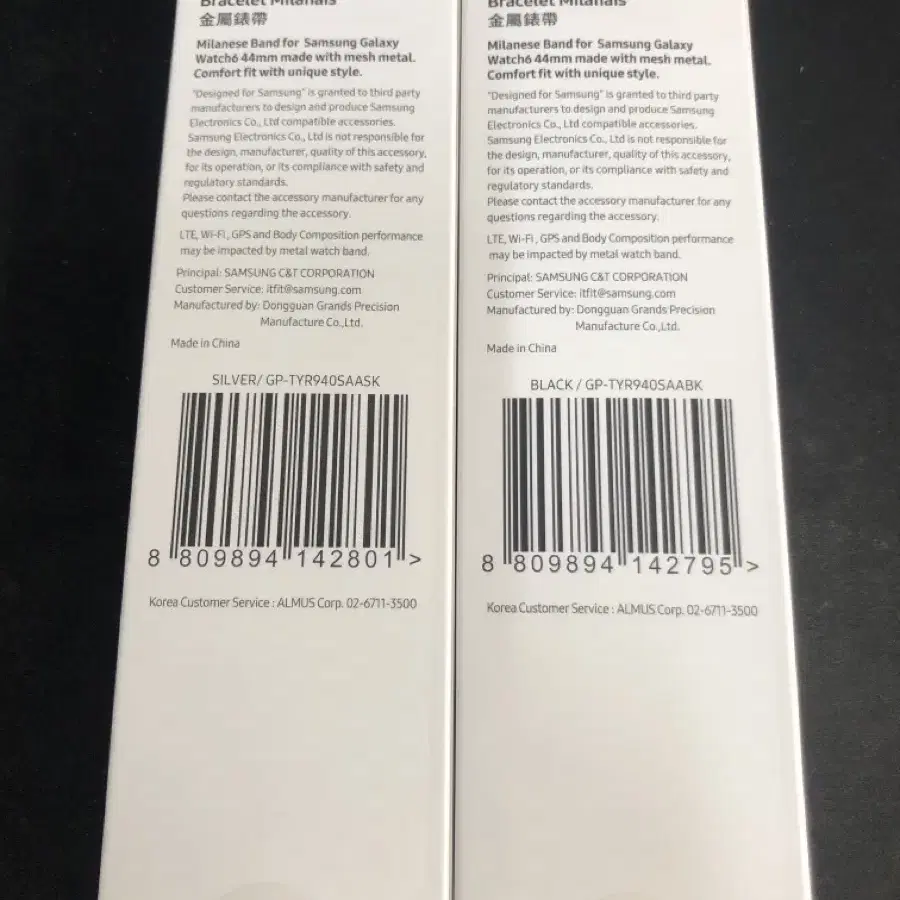 Bracelet Milanais
金屬錶帶
Milanese Band for Samsung Galaxy
Watch6 44mm made with mesh metal.
Comfort fit with unique style.
"Designed for Samsung" is granted to third party
manufacturers to design and produce Samsung
Electronics Co., Ltd compatible accessories.
Samsung Electronics Co., Ltd is not responsible for
the design, manufacturer, quality of this accessory,
for its operation, or its compliance with safety and
regulatory standards.
Please contact the accessory manufacturer for any
questions regarding the accessory.
LTE, Wi-Fi, GPS and Body Composition performance
may be impacted by metal watch band.
Principal: SAMSUNG C&T CORPORATION
Customer Service: itfit@samsung.com
Manufactured by: Dongguan Grands Precision
Manufacture Co.,Ltd.
Made in China
SILVER/ GP-TYR940SAASK
8 809894 142801 >
Korea Customer Service : ALMUS Corp. 02-6711-3500
Bracelet Milanais
金屬錶帶
Milanese Band for Samsung Galaxy
Watch6 44mm made with mesh metal.
Comfort fit with unique style.
"Designed for Samsung" is granted to third party
manufacturers to design and produce Samsung
Electronics Co., Ltd compatible accessories.
Samsung Electronics Co., Ltd is not responsible for
the design, manufacturer, quality of this accessory,
for its operation, or its compliance with safety and
regulatory standards.
Please contact the accessory manufacturer for any
questions regarding the accessory.
LTE, Wi-Fi, GPS and Body Composition performance
may be impacted by metal watch band.
Principal: SAMSUNG C&T CORPORATION
Customer Service: itfit@samsung.com
Manufactured by: Dongguan Grands Precision
Manufacture Co.,Ltd.
Made in China
BLACK / GP-TYR940SAABK
8 809894 142795 >
Korea Customer Service : ALMUS Corp. 02-6711-3500